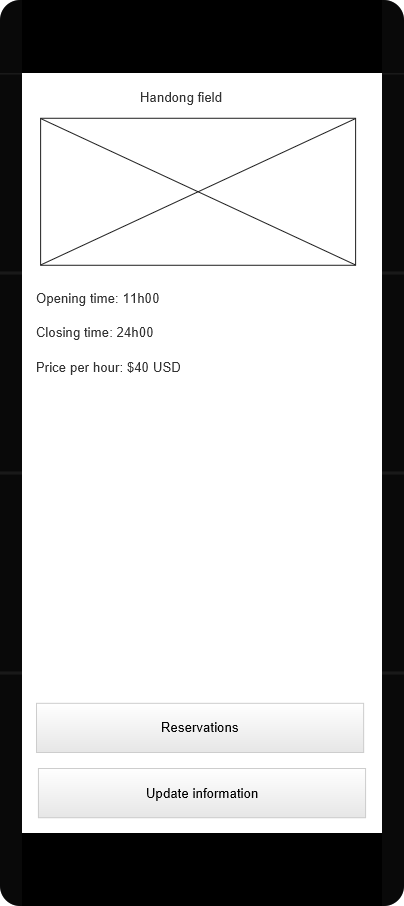 Handong field
Opening time: 11h00
Closing time: 24h00
Price per hour: $40 USD
Reservations
Update information